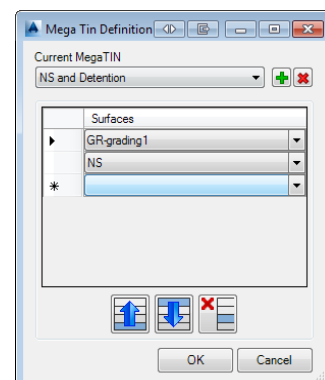 Mega Tin Definition
Current MegaTIN
NS and Detention
Surfaces
GR-grading1
NS
OK
Cancel